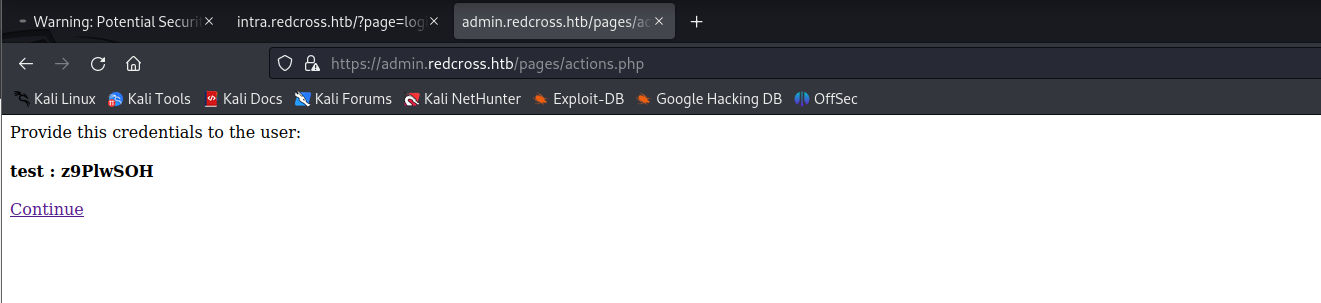 Warning: Potential Securi
intra.redcross.htb/?page=log
admin.redcross.htb/pages/ac
https://admin.redcross.htb/pages/actions.php
Kali Linux Kali Tools Kali Docs Kali Forums Kali NetHunter Exploit-DB Google Hacking DB OffSec
Provide this credentials to the user:
test : z9PlwSOH
Continue